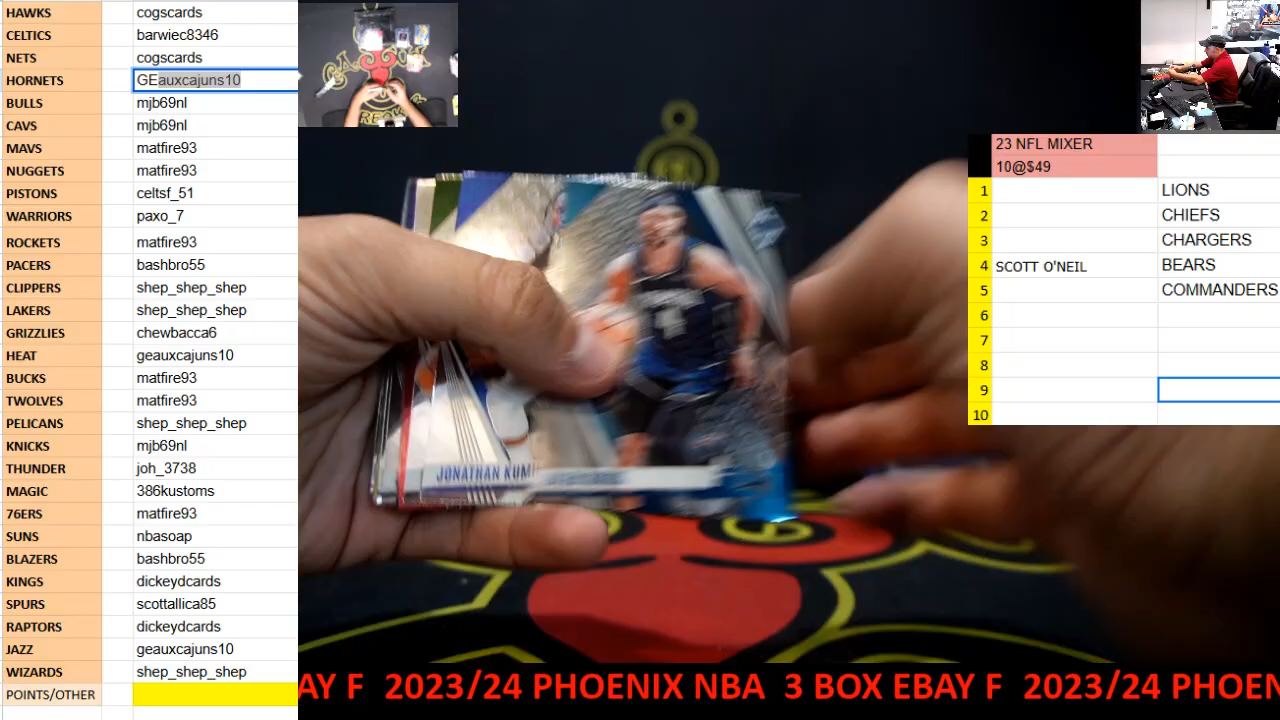 HAWKS cogscards
CELTICS barwiec8346
NETS cogscards
HORNETS GEauxcajuns10
BULLS mjb69nl
CAVS mjb69nl
MAVS matfire93
NUGGETS matfire93
PISTONS celtsf_51
WARRIORS paxo_7
ROCKETS matfire93
PACERS bashbro55
CLIPPERS shep_shep_shep
LAKERS shep_shep_shep
GRIZZLIES chewbacca6
HEAT geauxcajuns10
BUCKS matfire93
TWOLVES matfire93
PELICANS shep_shep_shep
KNICKS mjb69nl
THUNDER joh_3738
MAGIC 386kustoms
76ERS matfire93
SUNS nbasoap
BLAZERS bashbro55
KINGS dickeydcards
SPURS scottallica85
RAPTORS dickeydcards
JAZZ geauxcajuns10
WIZARDS shep_shep_shep
POINTS/OTHER
JONATHAN KUM
23 NFL MIXER
10@$49
1 LIONS
2 CHIEFS
3 CHARGERS
4 SCOTT O'NEIL BEARS
5 COMMANDERS
6
7
8
9
10
AY F 2023/24 PHOENIX NBA 3 BOX EBAY F 2023/24 PHOEN